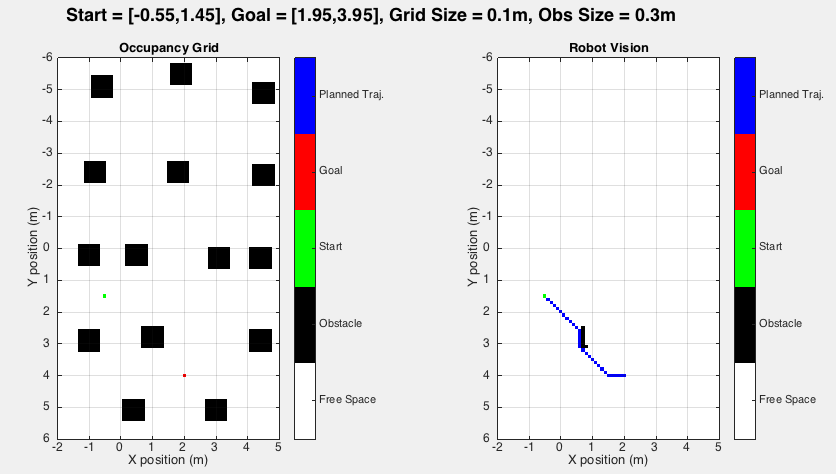 Start = [-0.55,1.45], Goal = [1.95,3.95], Grid Size = 0.1m, Obs Size = 0.3m
Occupancy Grid
-6
-5
-4
-3
-2
-1
0
1
2
3
4
5
6
Y position (m)
-2 -1 0 1 2 3 4 5
X position (m)
Planned Traj.
Goal
Start
Obstacle
Free Space
Robot Vision
-6
-5
-4
-3
-2
-1
0
1
2
3
4
5
6
Y position (m)
-2 -1 0 1 2 3 4 5
X position (m)
Planned Traj.
Goal
Start
Obstacle
Free Space